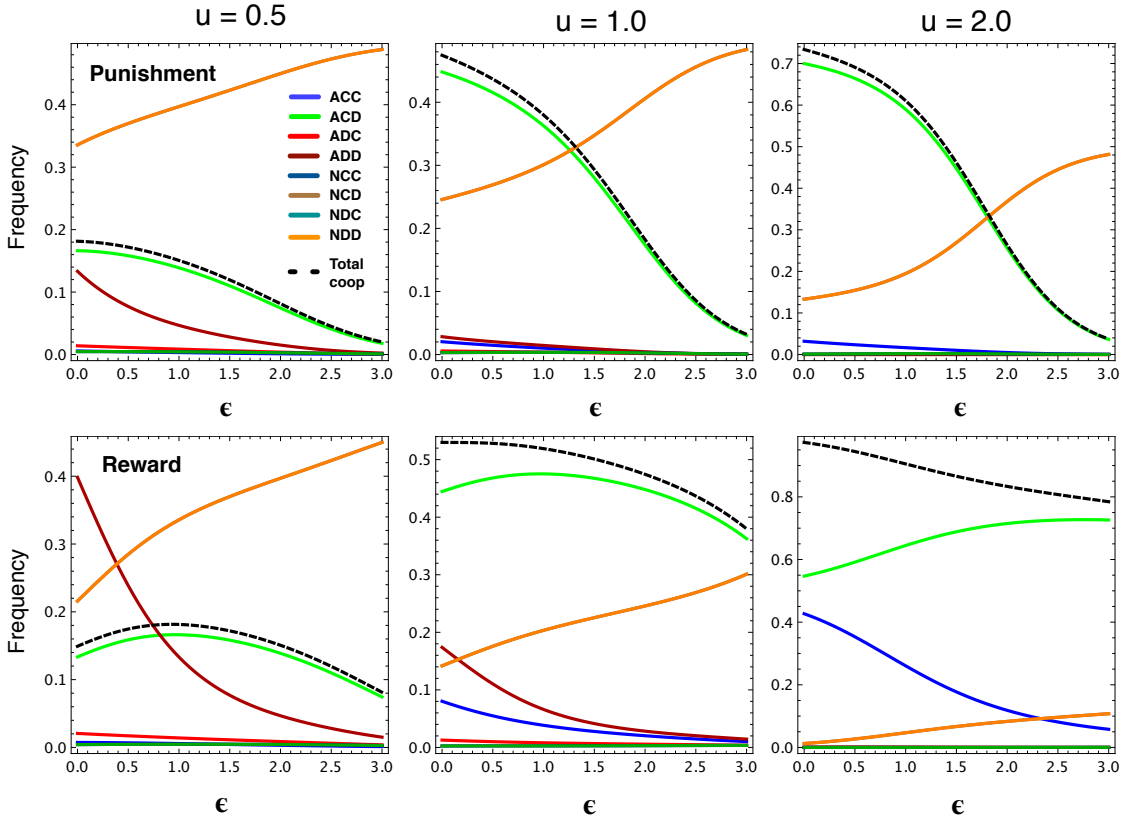 u = 0.5 u = 1.0 u = 2.0
Punishment
ACC
ACD
ADC
ADD
NCC
NCD
NDC
NDD
Total
coop
Frequency
0.0 0.1 0.2 0.4
0.0 0.5 1.0 1.5 2.0 2.5 3.0
ϵ
0.0 0.1 0.2 0.3 0.4
0.0 0.5 1.0 1.5 2.0 2.5 3.0
ϵ
0.0 0.1 0.2 0.3 0.4 0.5 0.6 0.7
0.0 0.5 1.0 1.5 2.0 2.5 3.0
ϵ
Reward
Frequency
0.0 0.1 0.2 0.3 0.4
0.0 0.5 1.0 1.5 2.0 2.5 3.0
ϵ
0.0 0.1 0.2 0.3 0.4 0.5
0.0 0.5 1.0 1.5 2.0 2.5 3.0
ϵ
0.0 0.2 0.4 0.6 0.8
0.0 0.5 1.0 1.5 2.0 2.5 3.0
ϵ